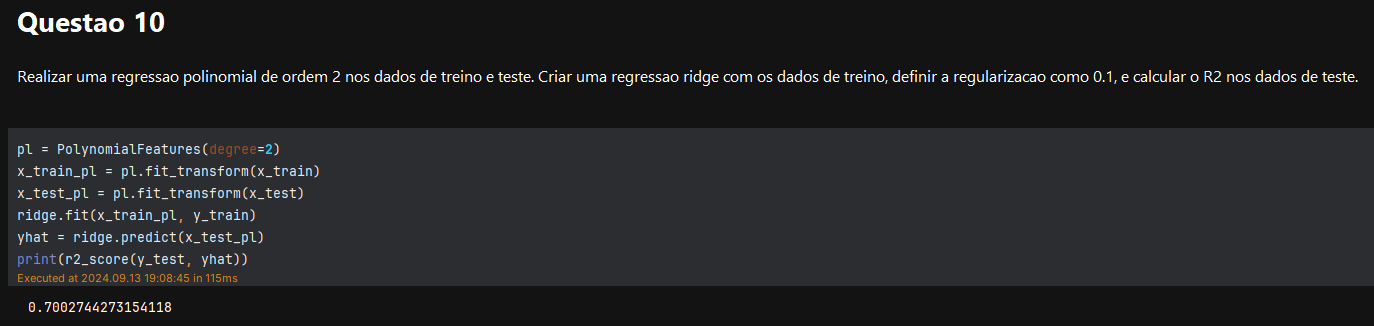 Questao 10
Realizar uma regressao polinomial de ordem 2 nos dados de treino e teste. Criar uma regressao ridge com os dados de treino, definir a regularizacao como 0.1, e calcular o R2 nos dados de teste.
pl = PolynomialFeatures(degree=2)
x_train_pl = pl.fit_transform(x_train)
x_test_pl = pl.fit_transform(x_test)
ridge.fit(x_train_pl, y_train)
yhat = ridge.predict(x_test_pl)
print(r2_score(y_test, yhat))
Executed at 2024.09.13 19:08:45 in 115ms
0.7002744273154118